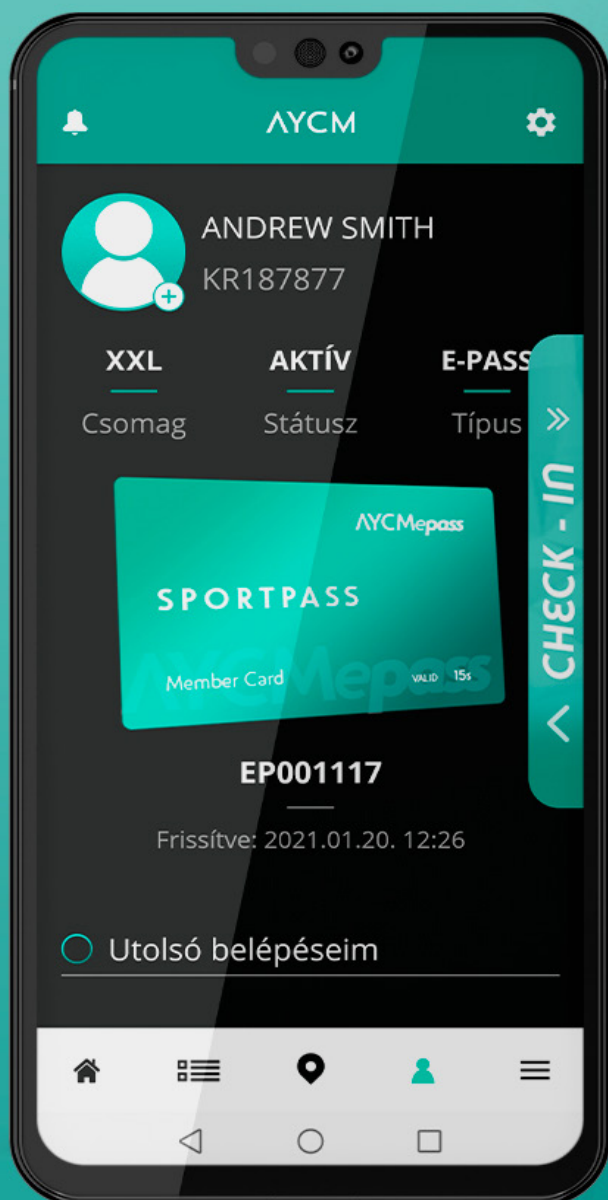 AYCM
ANDREW SMITH
KR187877
XXL AKTÍV E-PASS
Csomag Státusz Típus
CHECK - IN
AYCMepass
SPORTPASS
AYCMepass
Member Card VALID 15s
EP001117
Frissítve: 2021.01.20. 12:26
Utolsó belépéseim